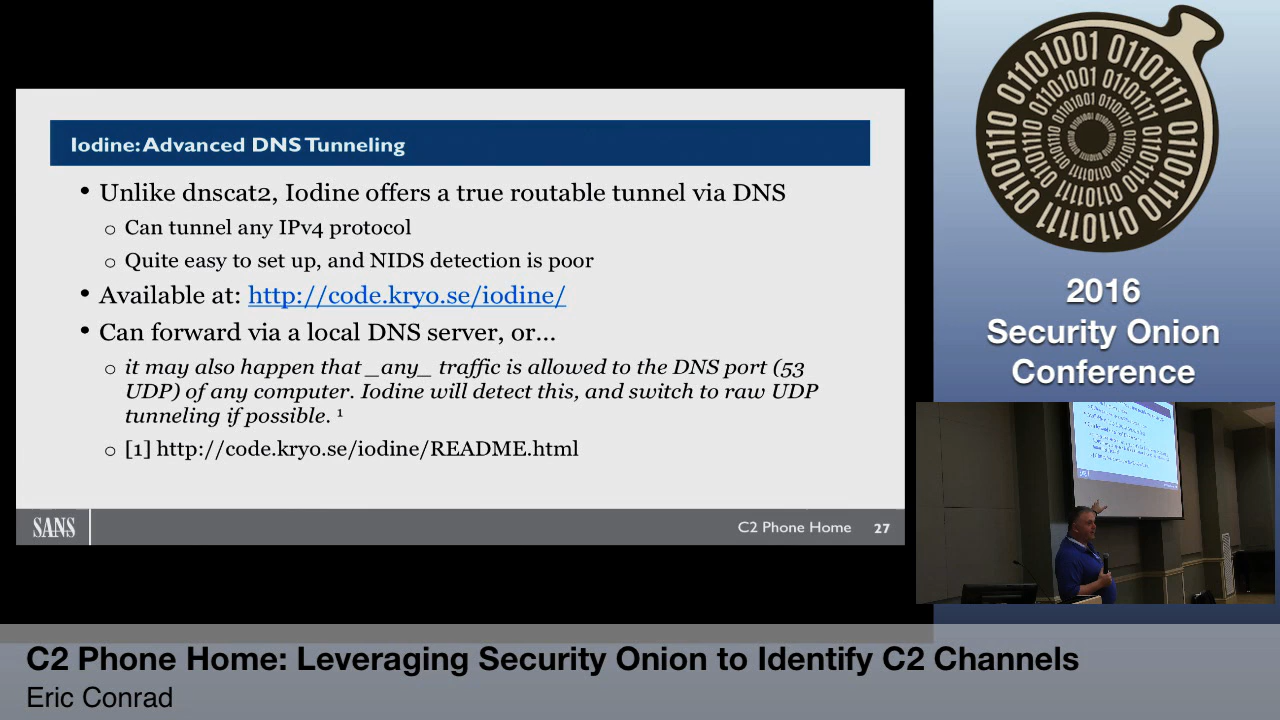 Iodine: Advanced DNS Tunneling
• Unlike dnscat2, Iodine offers a true routable tunnel via DNS
o Can tunnel any IPv4 protocol
o Quite easy to set up, and NIDS detection is poor
• Available at: http://code.kryo.se/iodine/
• Can forward via a local DNS server, or…
o it may also happen that _any_ traffic is allowed to the DNS port (53
UDP) of any computer. Iodine will detect this, and switch to raw UDP
tunneling if possible. ¹
o [1] http://code.kryo.se/iodine/README.html
SANS
C2 Phone Home 27
2016
Security Onion
Conference
C2 Phone Home: Leveraging Security Onion to Identify C2 Channels
Eric Conrad